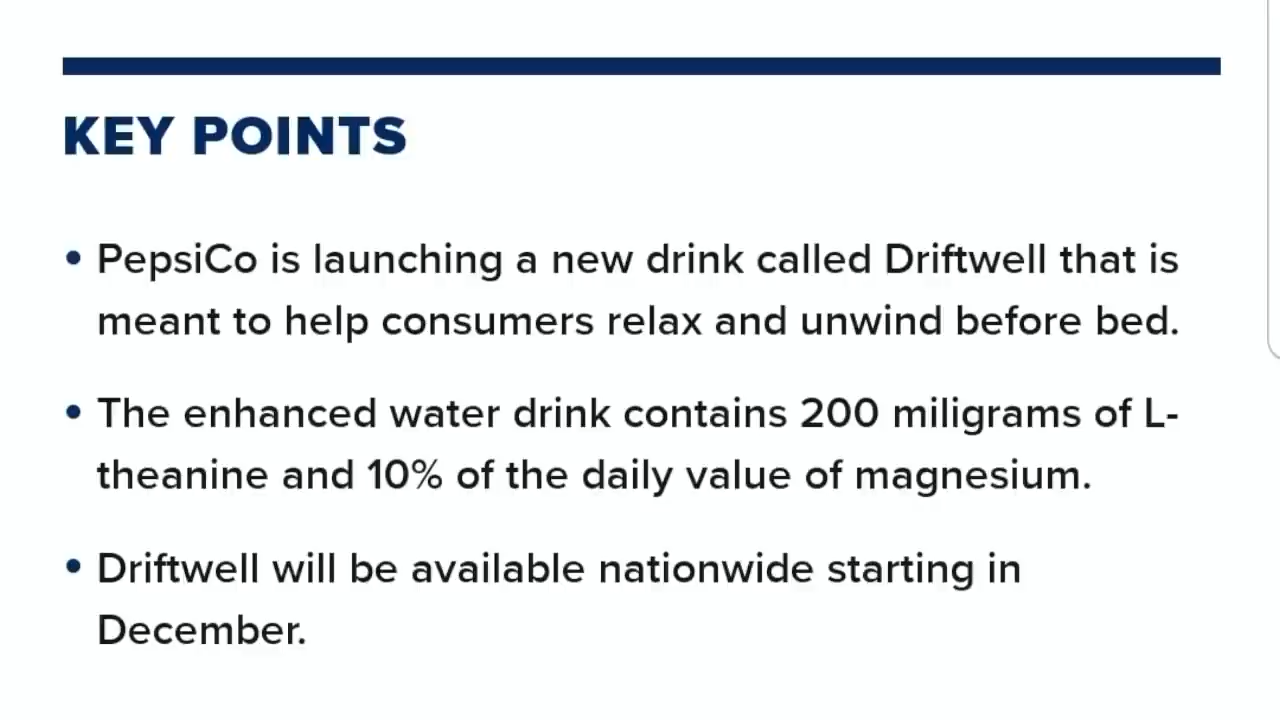 KEY POINTS
• PepsiCo is launching a new drink called Driftwell that is
meant to help consumers relax and unwind before bed.
• The enhanced water drink contains 200 miligrams of L-
theanine and 10% of the daily value of magnesium.
• Driftwell will be available nationwide starting in
December.